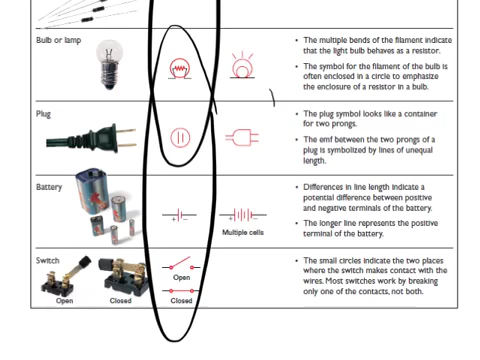 Bulb or lamp
• The multiple bends of the filament indicate
that the light bulb behaves as a resistor.
• The symbol for the filament of the bulb is
often enclosed in a circle to emphasize
the enclosure of a resistor in a bulb.
Plug
• The plug symbol looks like a container
for two prongs.
• The emf between the two prongs of a
plug is symbolized by lines of unequal
length.
Battery
+ −
Multiple cells
• Differences in line length indicate a
potential difference between positive
and negative terminals of the battery.
• The longer line represents the positive
terminal of the battery.
Switch
Open
Closed
Open
Closed
• The small circles indicate the two places
where the switch makes contact with the
wires. Most switches work by breaking
only one of the contacts, not both.